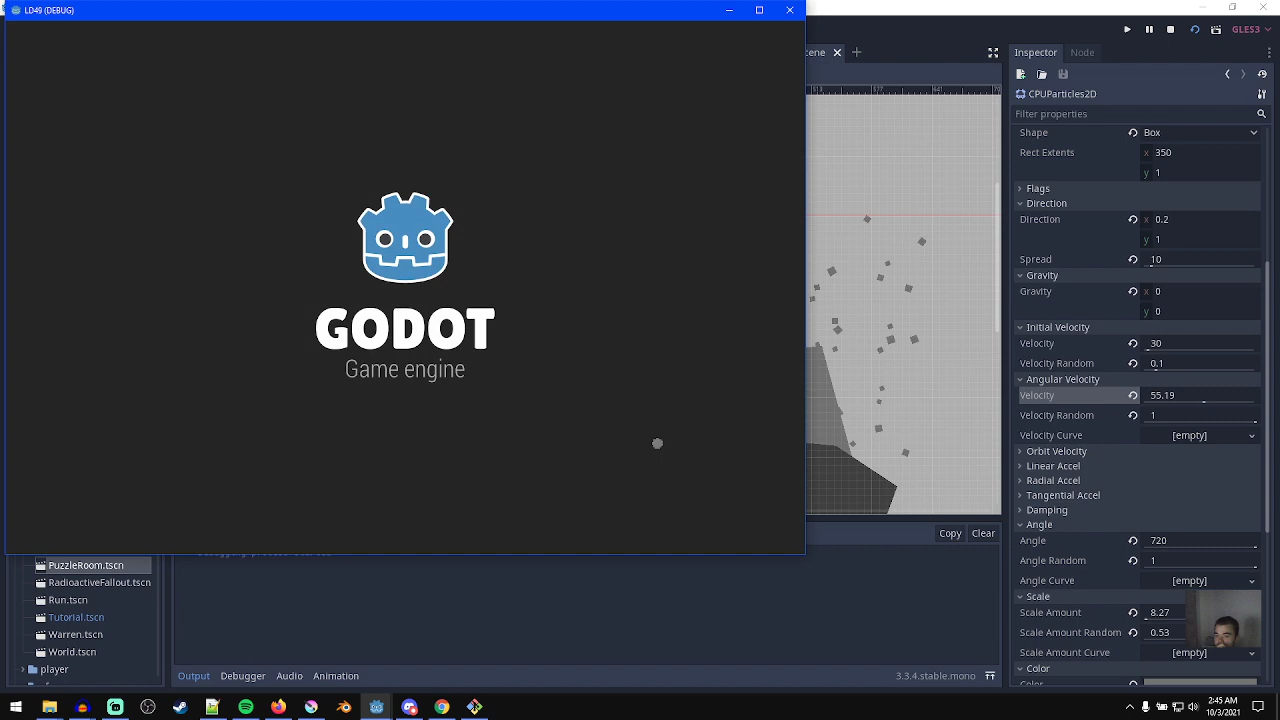 LD49 (DEBUG)
GLES3
cene
Inspector
Node
513
577
641
CPUParticles2D
Filter properties
Shape
Box
Rect Extents
x 350
y 1
Flags
Direction
Direction
x 0.2
y 1
Spread
10
Gravity
Gravity
x 0
y 0
Initial Velocity
Velocity
30
Velocity Random
0.1
Angular Velocity
Velocity
55.19
Velocity Random
1
Velocity Curve
[empty]
Orbit Velocity
Linear Accel
Radial Accel
Tangential Accel
Damping
Angle
Angle
720
Angle Random
1
Angle Curve
[empty]
Scale
Scale Amount
8.27
Scale Amount Random
0.53
Scale Amount Curve
[empty]
Color
GODOT
Game engine
Copy
Clear
PuzzleRoom.tscn
RadioactiveFallout.tscn
Run.tscn
Tutorial.tscn
Warren.tscn
World.tscn
player
Output
Debugger
Audio
Animation
3.3.4.stable.mono
2:45 AM
10/3/2021